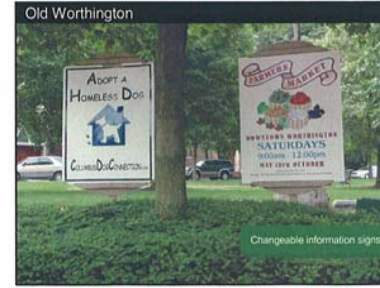 Old Worthington
ADOPT A
HOMELESS DOG
COLUMBUSDOGCONNECTION.com
FARMERS
MARKET
DOWNTOWN WORTHINGTON
SATURDAYS
9:00am - 12:00pm
MAY THRU OCTOBER
Changeable information signs